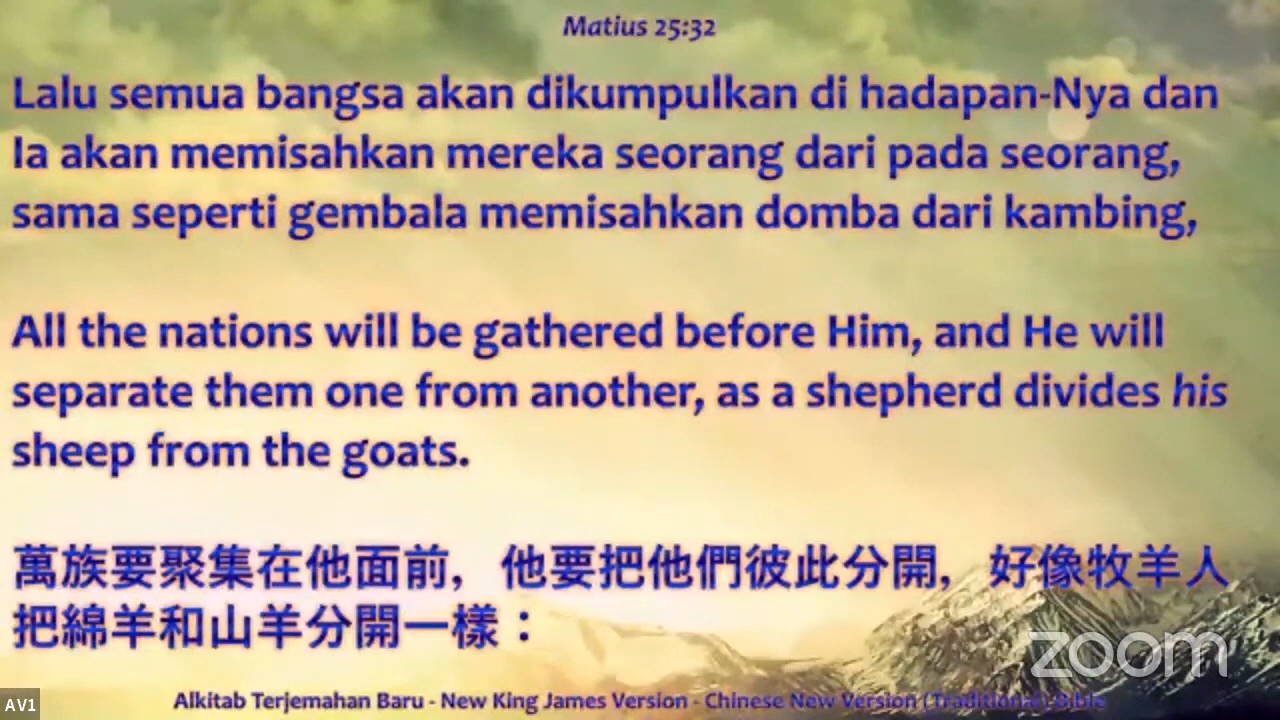 Matius 25:32
Lalu semua bangsa akan dikumpulkan di hadapan-Nya dan
Ia akan memisahkan mereka seorang dari pada seorang,
sama seperti gembala memisahkan domba dari kambing,
All the nations will be gathered before Him, and He will
separate them one from another, as a shepherd divides his
sheep from the goats.
萬族要聚集在他面前，他要把他們彼此分開，好像牧羊人
把綿羊和山羊分開一樣：
zoom
Alkitab Terjemahan Baru - New King James Version - Chinese New Version (Traditional) Bible
AV1